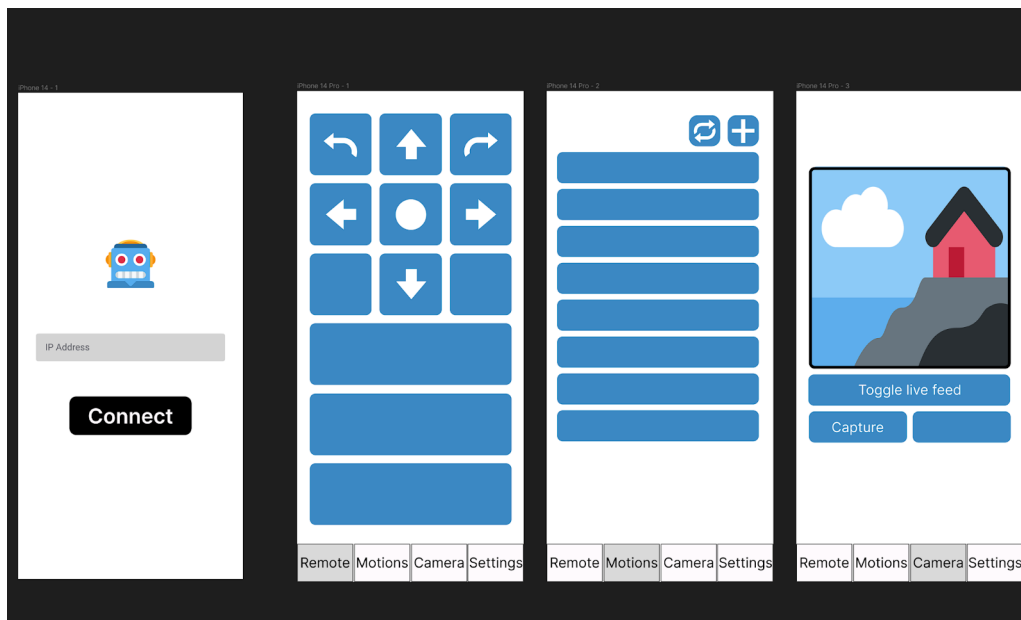 iPhone 14 - 1
iPhone 14 Pro - 1
iPhone 14 Pro - 2
iPhone 14 Pro - 3
IP Address
Connect
Toggle live feed
Capture
Remote Motions Camera Settings
Remote Motions Camera Settings
Remote Motions Camera Settings